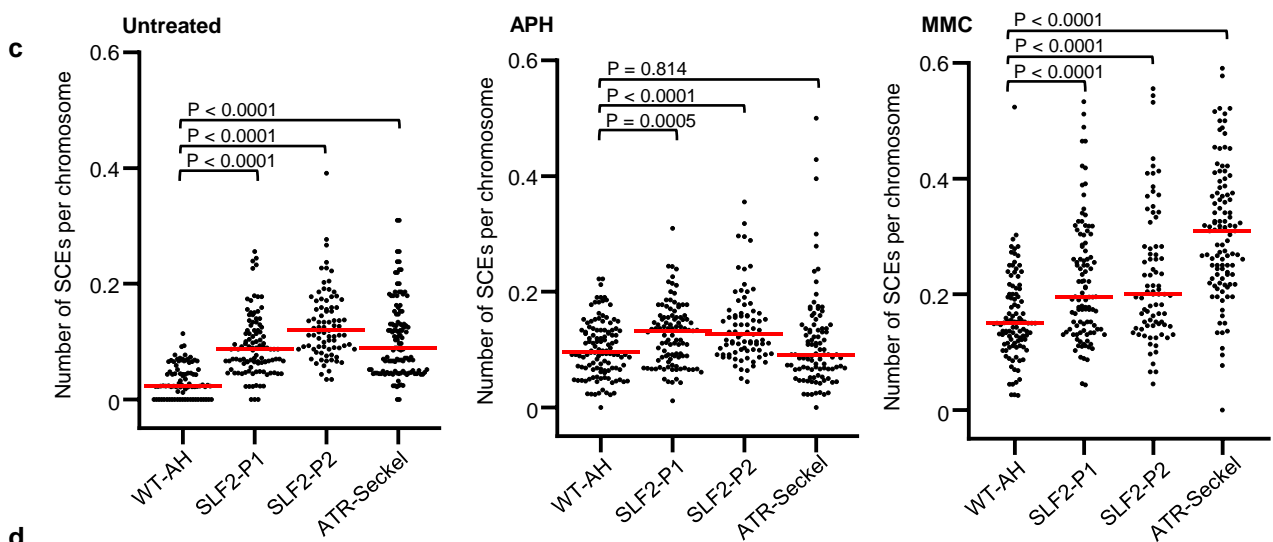 c
Untreated
Number of SCEs per chromosome
0.6
0.4
0.2
0
P < 0.0001
P < 0.0001
P < 0.0001
WT-AH
SLF2-P1
SLF2-P2
ATR-Seckel
APH
Number of SCEs per chromosome
0.6
0.4
0.2
0
P = 0.814
P < 0.0001
P = 0.0005
WT-AH
SLF2-P1
SLF2-P2
ATR-Seckel
MMC
Number of SCEs per chromosome
0.6
0.4
0.2
0
P < 0.0001
P < 0.0001
P < 0.0001
WT-AH
SLF2-P1
SLF2-P2
ATR-Seckel
d